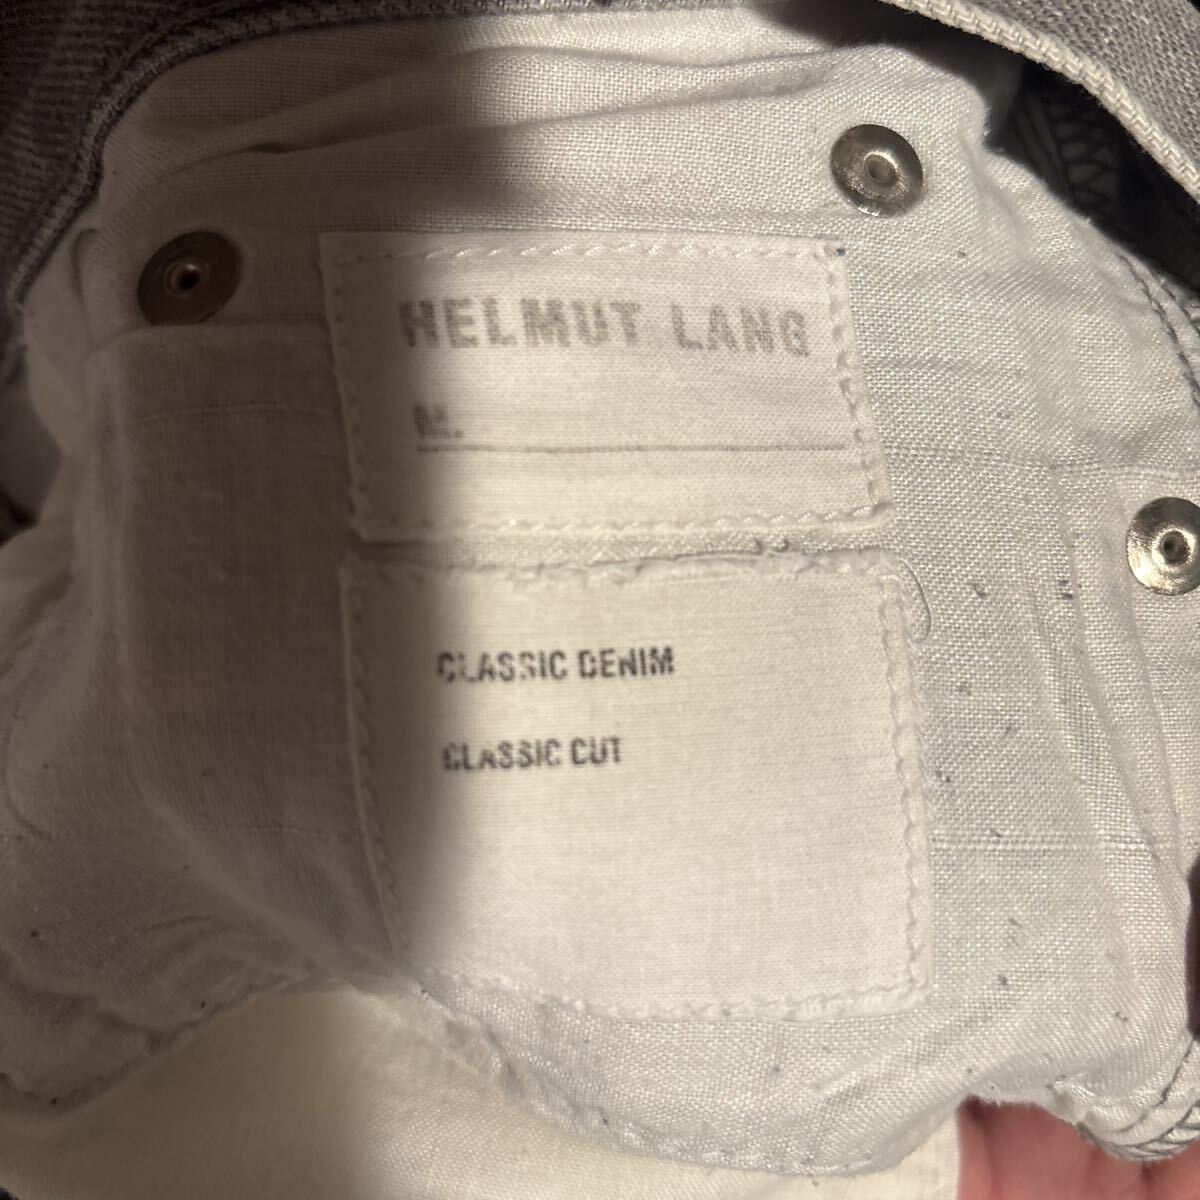 HELMUT LANG
M.
CLASSIC DENIM
CLASSIC CUT